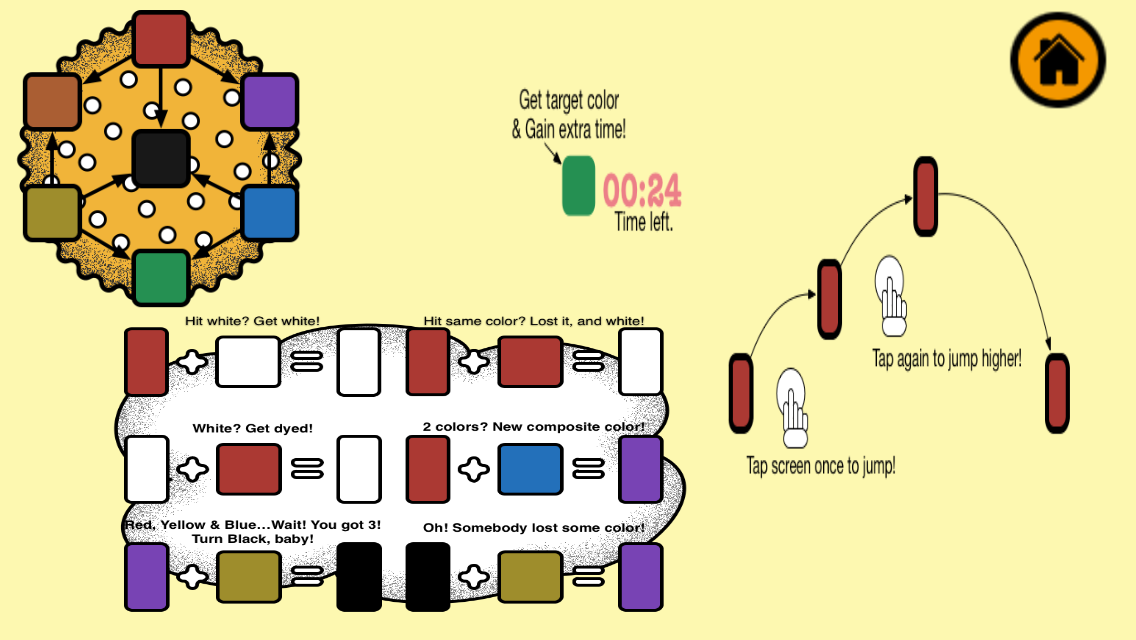 Get target color
& Gain extra time!
00:24
Time left.
Hit white? Get white!
Hit same color? Lost it, and white!
White? Get dyed!
2 colors? New composite color!
Red, Yellow & Blue...Wait! You got 3!
Turn Black, baby!
Oh! Somebody lost some color!
Tap again to jump higher!
Tap screen once to jump!